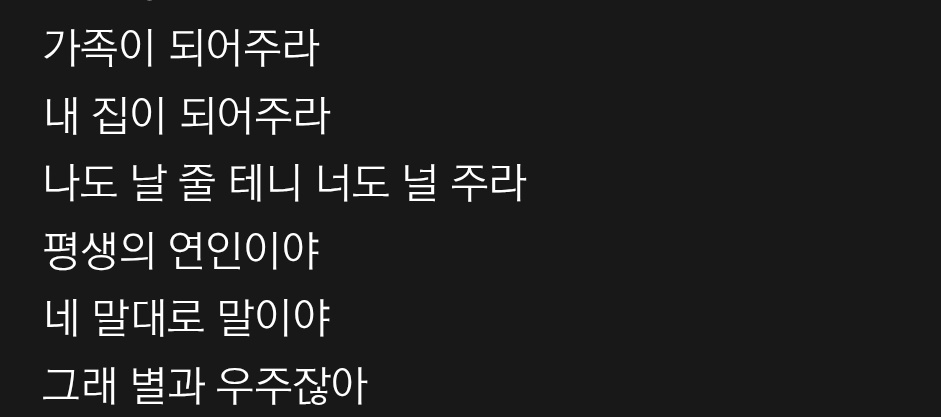 가족이 되어주라
내 집이 되어주라
나도 날 줄 테니 너도 널 주라
평생의 연인이야
네 말대로 말이야
그래 별과 우주잖아